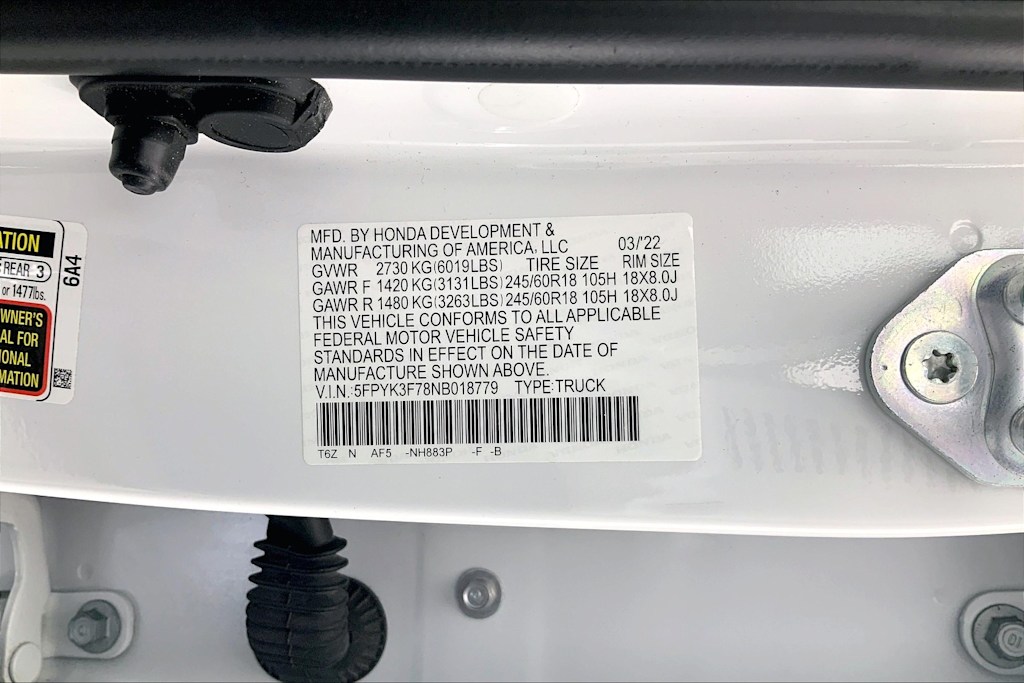 ATION
REAR 3
or 1477lbs.
WNER'S
AL FOR
IONAL
MATION
6A4
MFD. BY HONDA DEVELOPMENT &
MANUFACTURING OF AMERICA, LLC 03/'22
GVWR 2730 KG(6019LBS) TIRE SIZE RIM SIZE
GAWR F 1420 KG(3131LBS) 245/60R18 105H 18X8.0J
GAWR R 1480 KG(3263LBS) 245/60R18 105H 18X8.0J
THIS VEHICLE CONFORMS TO ALL APPLICABLE
FEDERAL MOTOR VEHICLE SAFETY
STANDARDS IN EFFECT ON THE DATE OF
MANUFACTURE SHOWN ABOVE.
V.I.N.:5FPYK3F78NB018779 TYPE:TRUCK
T6Z N AF5 -NH883P -F -B